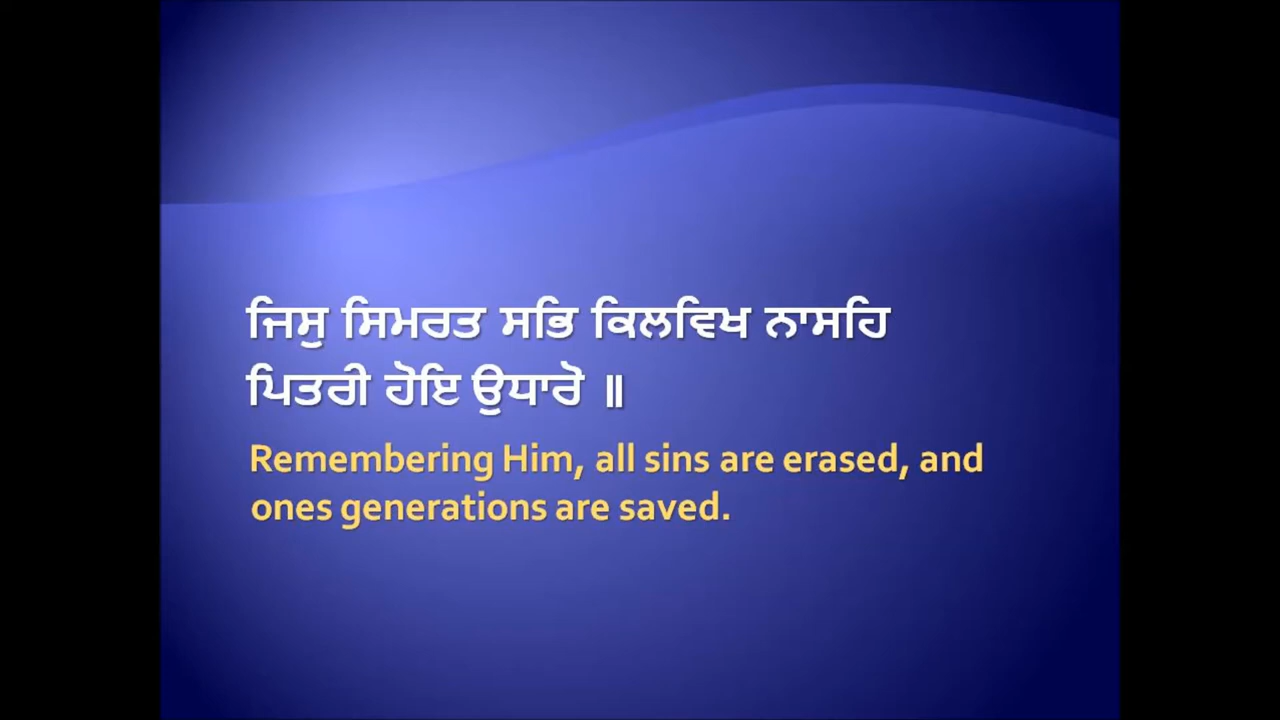 ਜਿਸੁ ਸਿਮਰਤ ਸਭਿ ਕਿਲਵਿਖ ਨਾਸਹਿ
ਪਿਤਰੀ ਹੋਇ ਉਧਾਰੋ ॥
Remembering Him, all sins are erased, and
ones generations are saved.